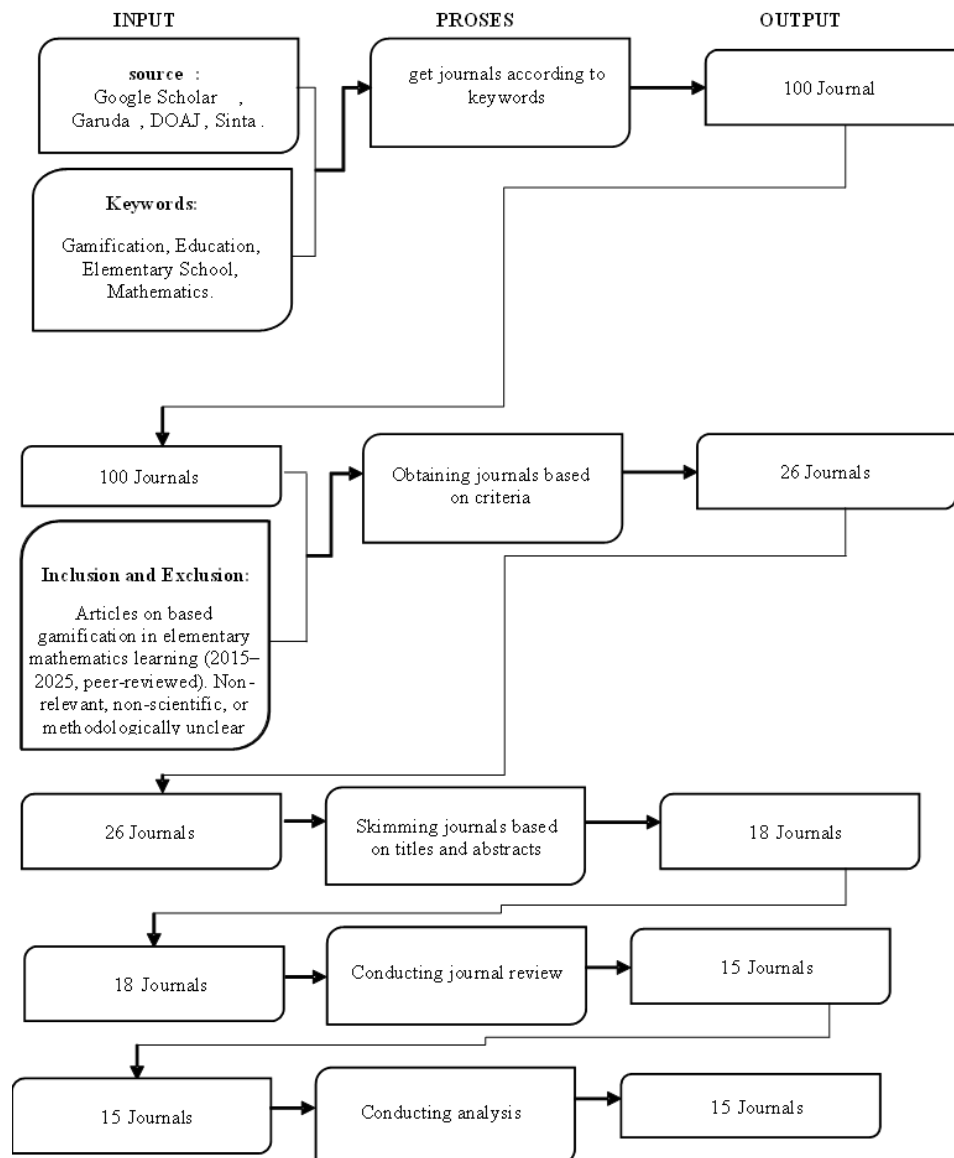 INPUT PROSES OUTPUT
source :
Google Scholar ,
Garuda , DOAJ , Sinta .
get journals according to
keywords
100 Journal
Keywords:
Gamification, Education,
Elementary School,
Mathematics.
100 Journals
Obtaining journals based
on criteria
26 Journals
Inclusion and Exclusion:
Articles on based
gamification in elementary
mathematics learning (2015–
2025, peer-reviewed). Non-
relevant, non-scientific, or
methodologically unclear
26 Journals
Skimming journals based
on titles and abstracts
18 Journals
18 Journals
Conducting journal review
15 Journals
15 Journals
Conducting analysis
15 Journals